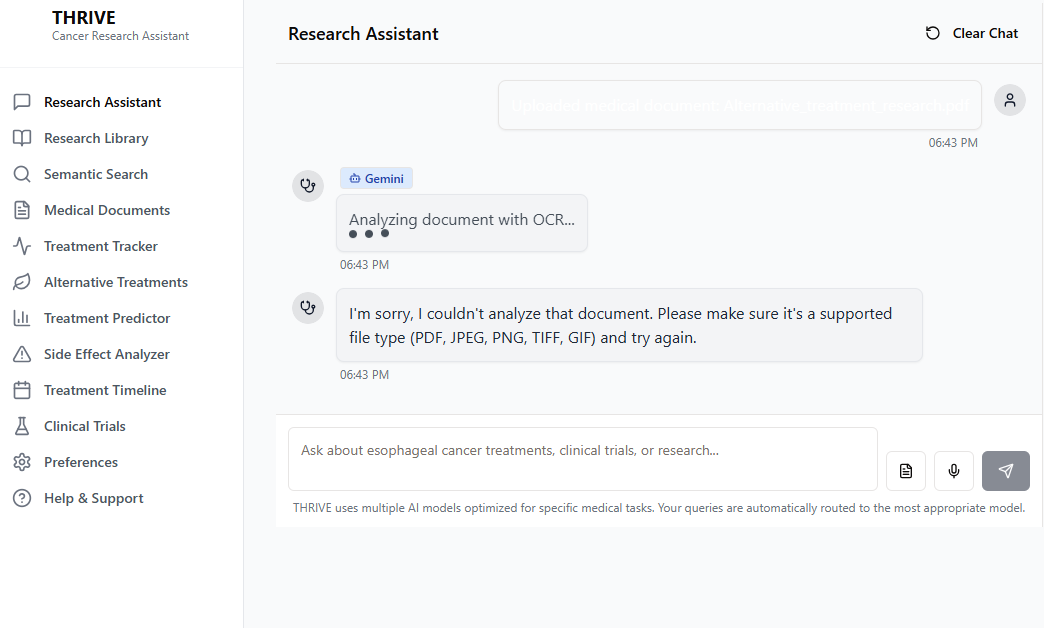 THRIVE
Cancer Research Assistant
Research Assistant
Research Library
Semantic Search
Medical Documents
Treatment Tracker
Alternative Treatments
Treatment Predictor
Side Effect Analyzer
Treatment Timeline
Clinical Trials
Preferences
Help & Support
Research Assistant
Clear Chat
Uploaded medical document: Alternative_treatment_research.pdf
06:43 PM
Gemini
Analyzing document with OCR...
06:43 PM
I'm sorry, I couldn't analyze that document. Please make sure it's a supported
file type (PDF, JPEG, PNG, TIFF, GIF) and try again.
06:43 PM
Ask about esophageal cancer treatments, clinical trials, or research...
THRIVE uses multiple AI models optimized for specific medical tasks. Your queries are automatically routed to the most appropriate model.